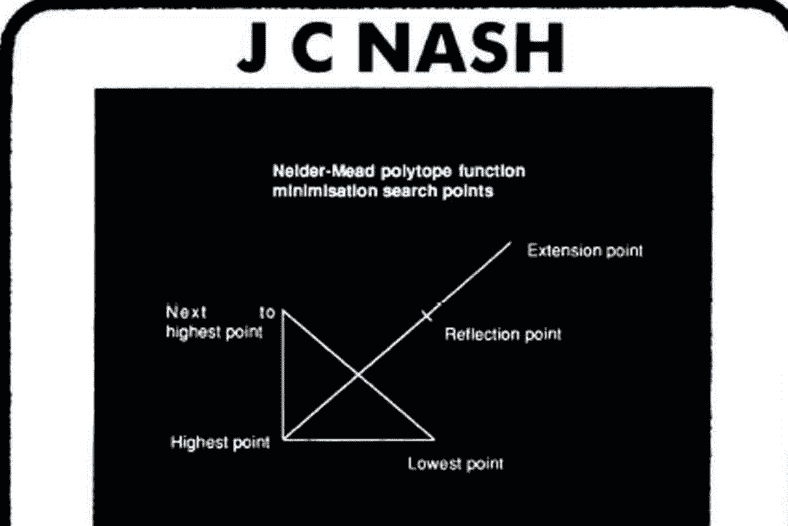 J C NASH
Nelder-Mead polytope function
minimisation search points
Extension point
Next to
highest point
Reflection point
Highest point
Lowest point